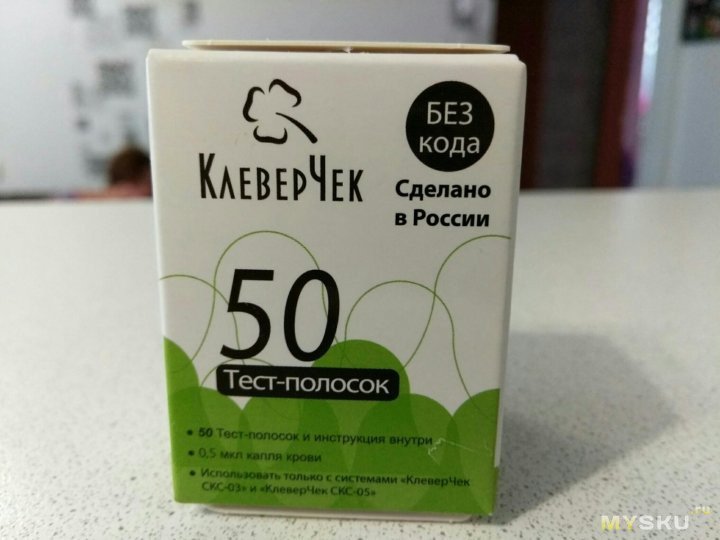 КлеверЧек
БЕЗ
кода
Сделано
в России
50
Тест-полосок
• 50 Тест-полосок и инструкция внутри
• 0,5 мкл капля крови
• Использовать только с системами «КлеверЧек
СКС-03» и «КлеверЧек СКС-05»
MYSKU.ru